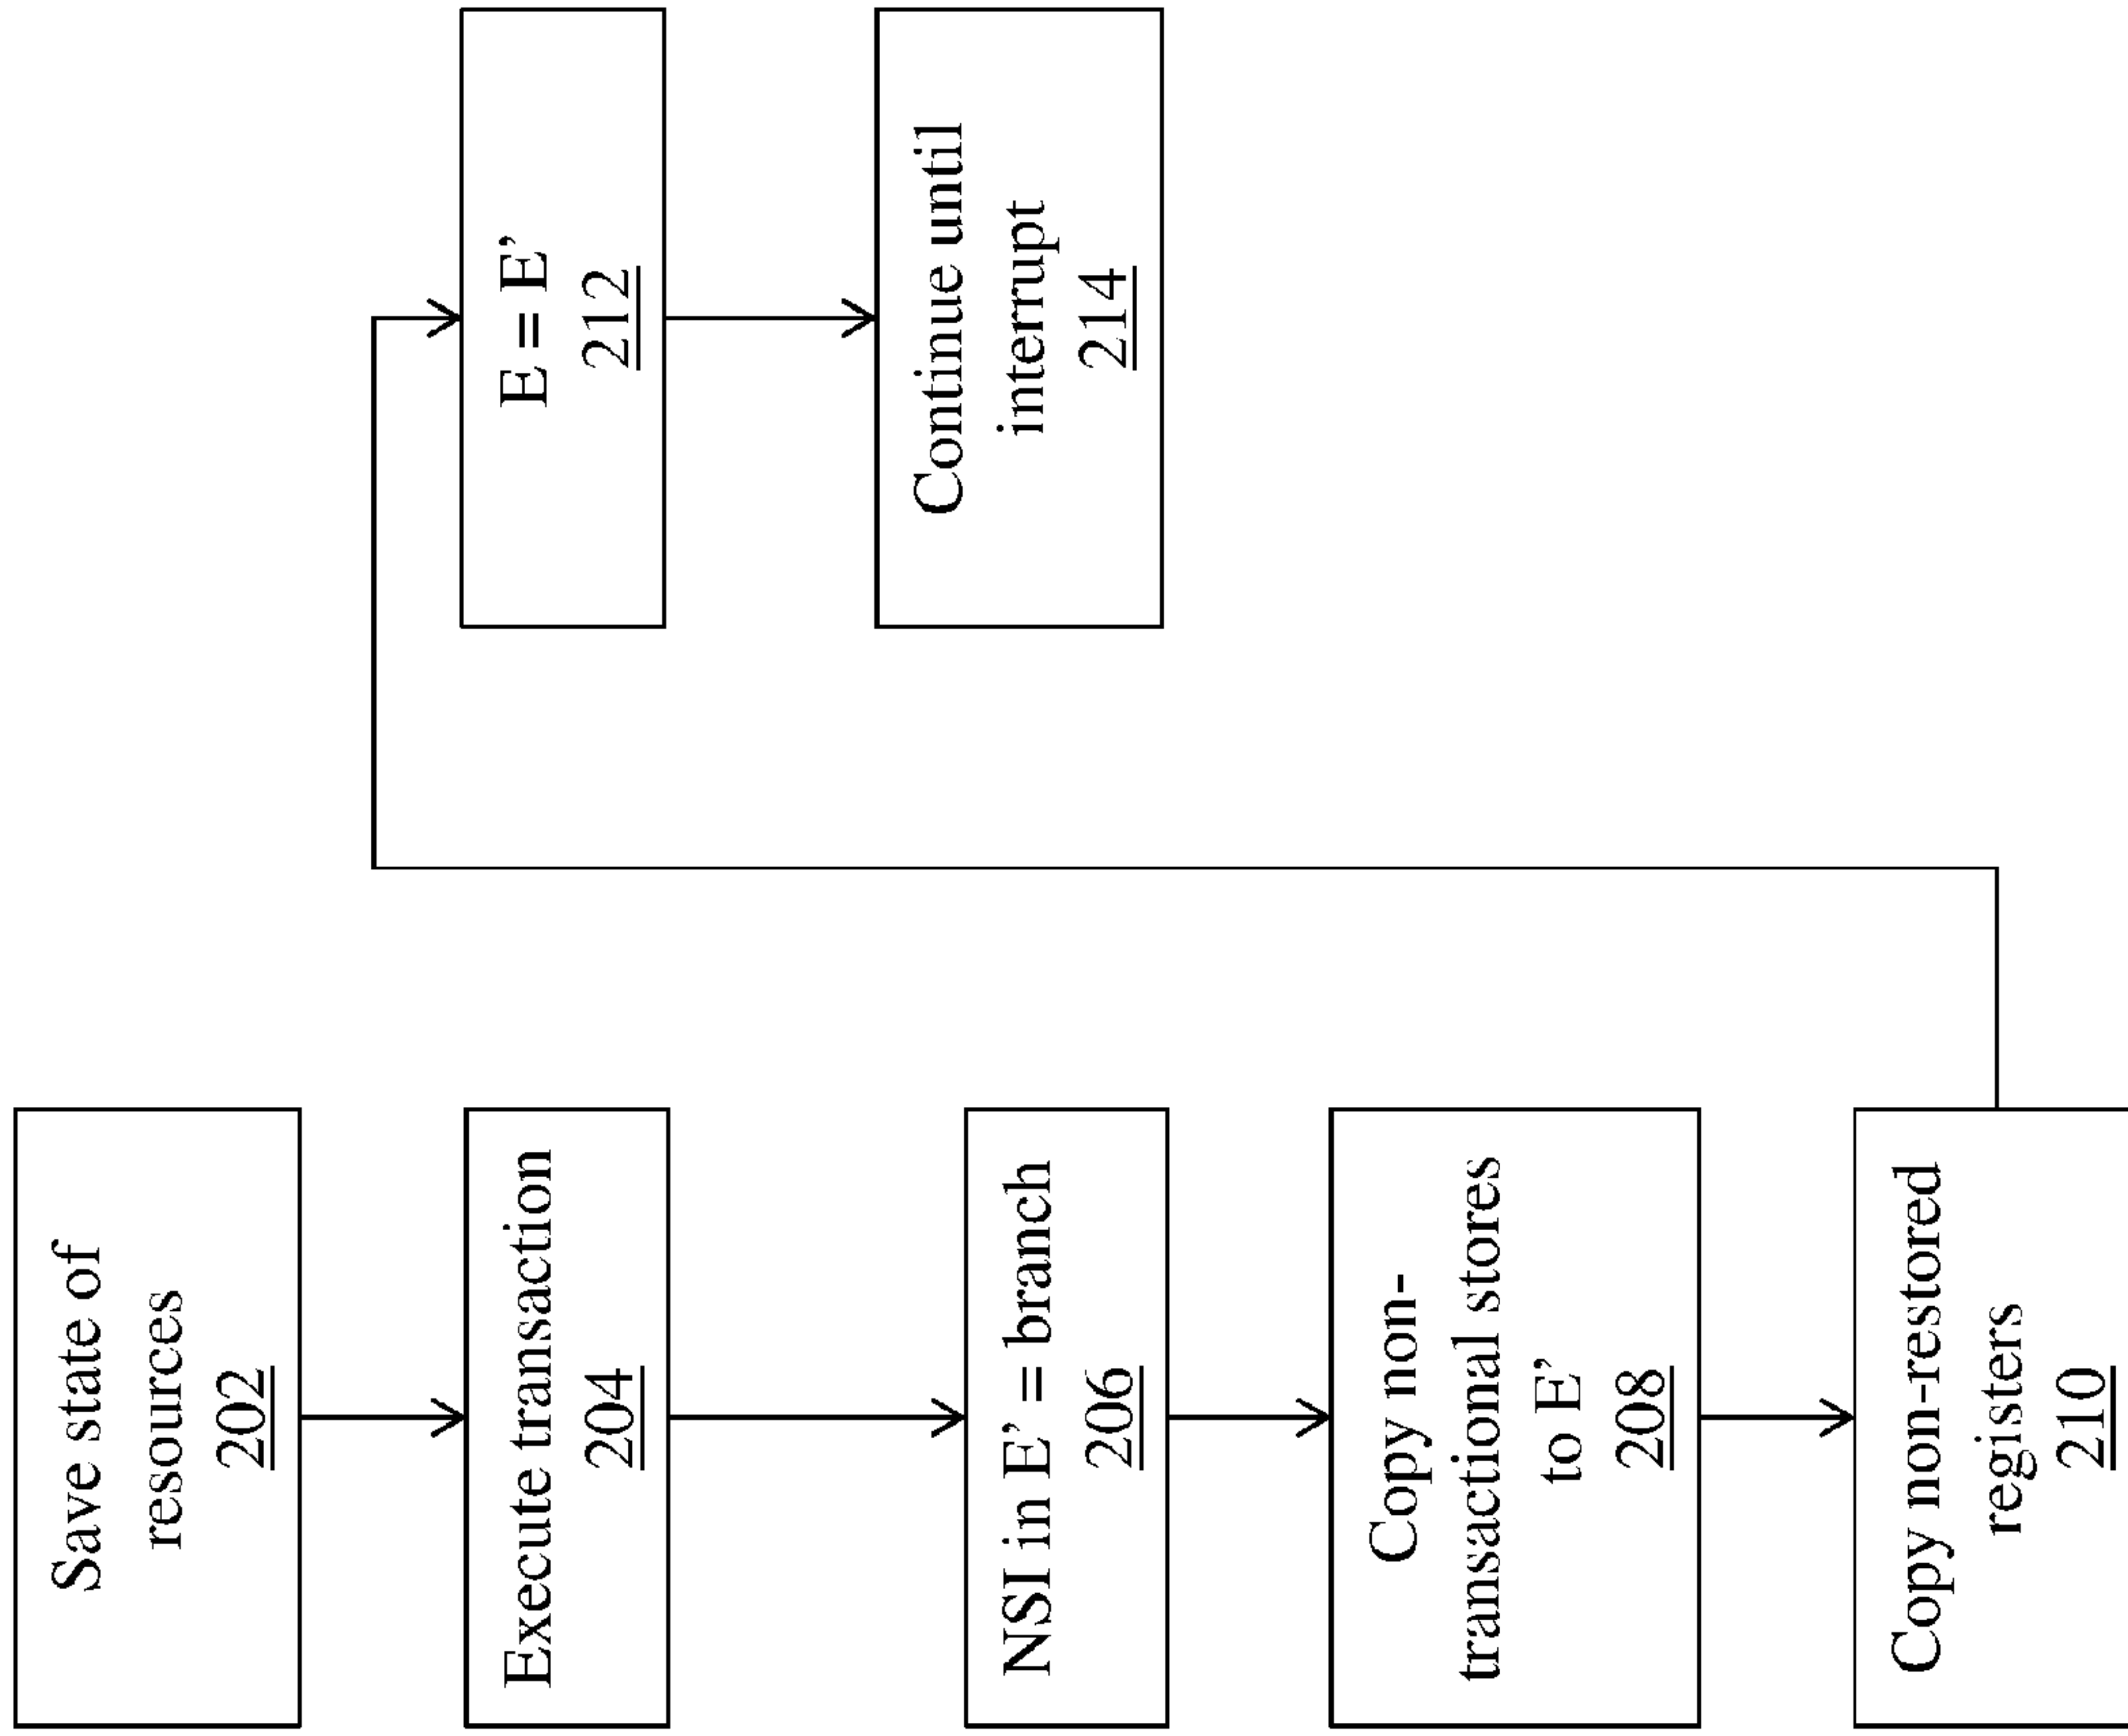 Save state of
resources
202
Execute transaction
204
NSI in E’ = branch
206
Copy non-
transactional stores
to E’
208
Copy non-restored
registers
210
E = E’
212
Continue until
interrupt
214